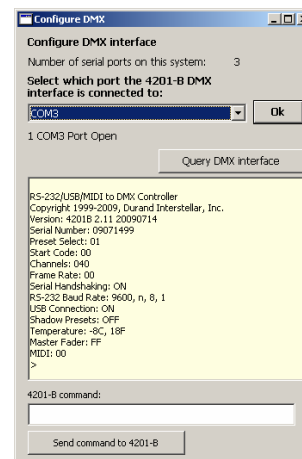 Configure DMX
Configure DMX interface
Number of serial ports on this system: 3
Select which port the 4201-B DMX
interface is connected to:
COM3
Ok
1 COM3 Port Open
Query DMX interface
RS-232/USB/MIDI to DMX Controller
Copyright 1999-2009, Durand Interstellar, Inc.
Version: 4201B 2.11 20090714
Serial Number: 09071499
Preset Select: 01
Start Code: 00
Channels: 040
Frame Rate: 00
Serial Handshaking: ON
RS-232 Baud Rate: 9600, n, 8, 1
USB Connection: ON
Shadow Presets: OFF
Temperature: -8C, 18F
Master Fader: FF
MIDI: 00
>
4201-B command:
Send command to 4201-B